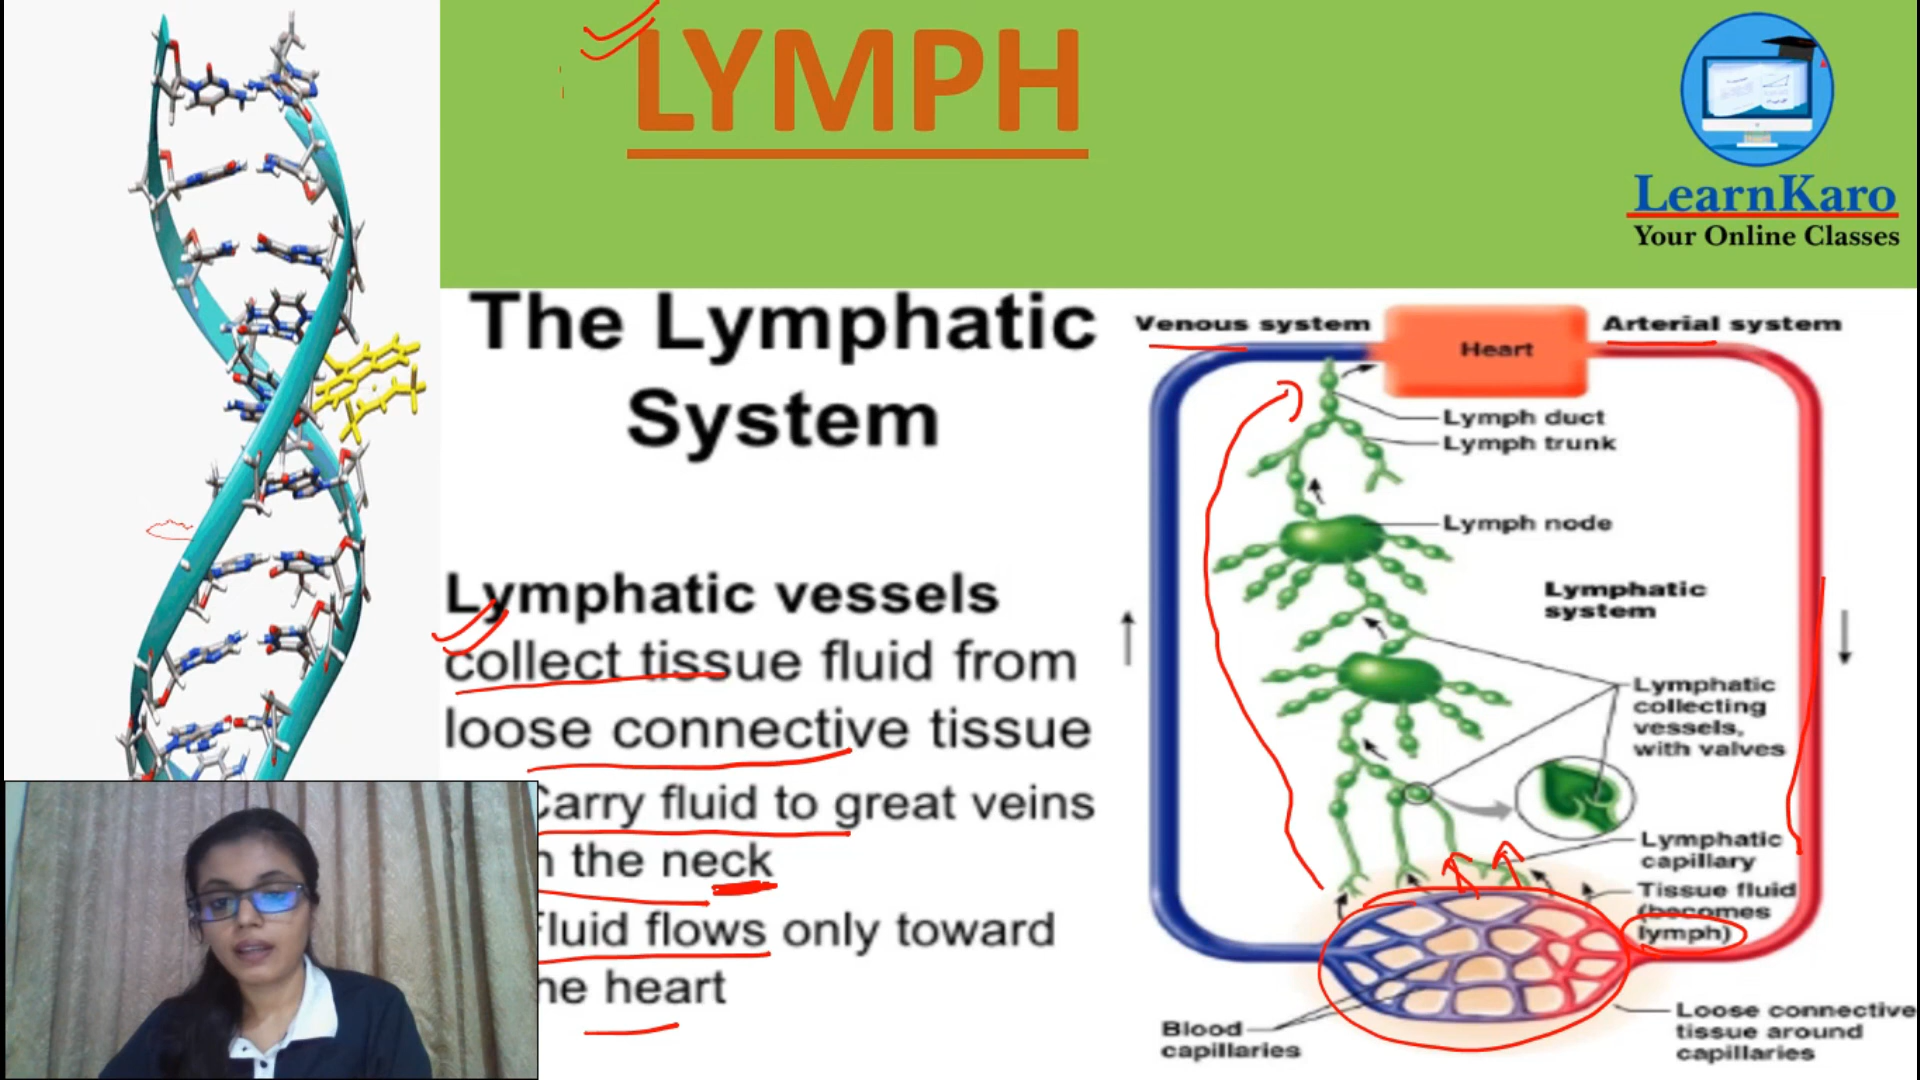 LYMPH
LearnKaro
Your Online Classes
The Lymphatic
System
Lymphatic vessels
collect tissue fluid from
loose connective tissue
Carry fluid to great veins
n the neck
Fluid flows only toward
he heart
Venous system
Heart
Arterial system
Lymph duct
Lymph trunk
Lymph node
Lymphatic
system
Lymphatic
collecting
vessels,
with valves
Lymphatic
capillary
Tissue fluid
(becomes
lymph)
Blood
capillaries
Loose connective
tissue around
capillaries